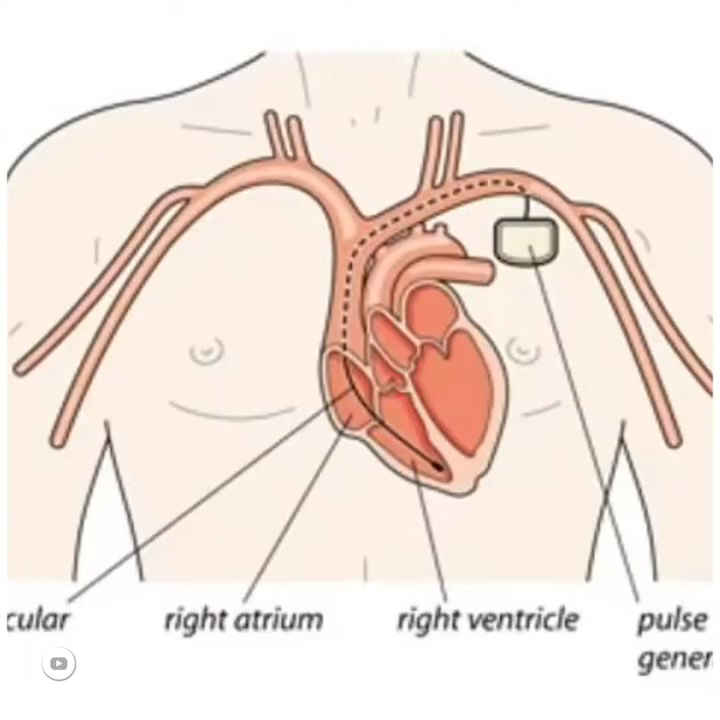 cular
right atrium
right ventricle
pulse
gener